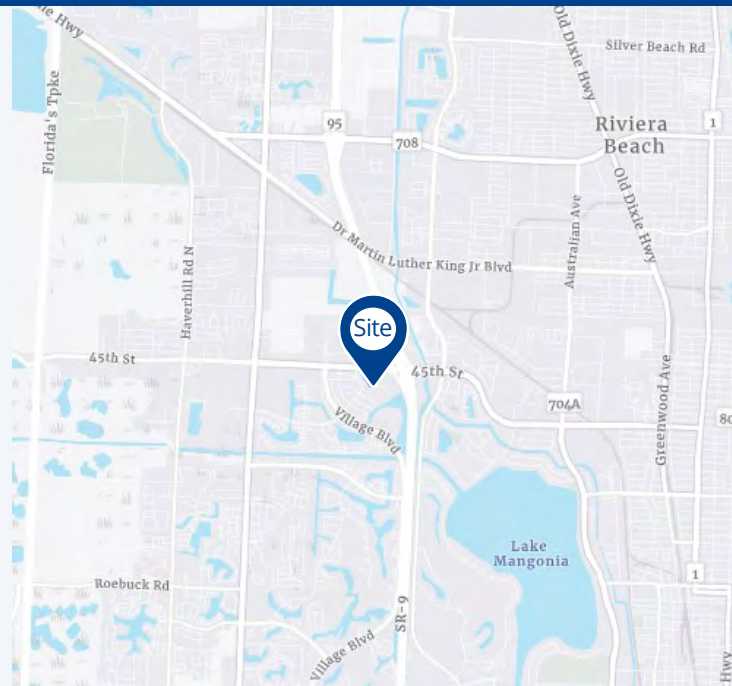 ie Hwy
Florida's Tpke
Old Dixie Hwy
Silver Beach Rd
1
95
708
Riviera
Beach
Old Dixie Hwy
Dr Martin Luther King Jr Blvd
Australian Ave
Haverhill Rd N
Site
45th St
45th St
704A
Greenwood Ave
80
Village Blvd
Lake
Mangonia
Roebuck Rd
1
SR-9
Village Blvd
Hwy